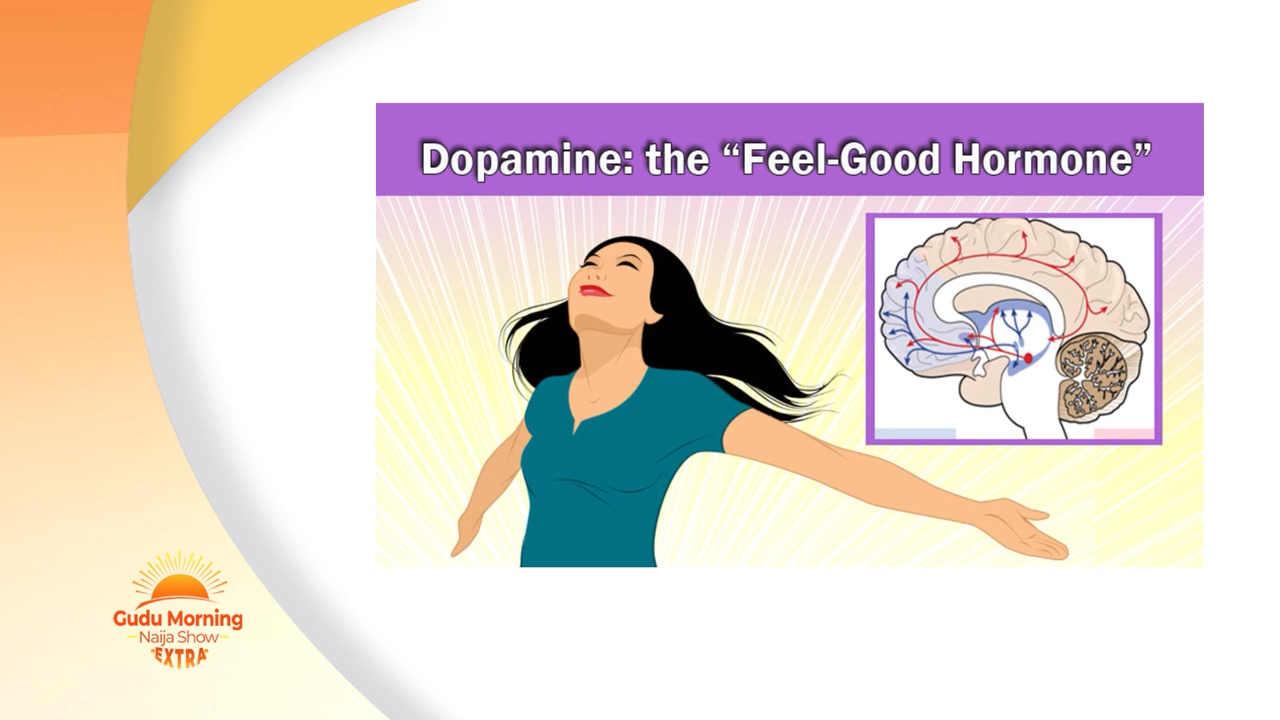 Dopamine: the “Feel-Good Hormone”
Gudu Morning
Naija Show
EXTRA